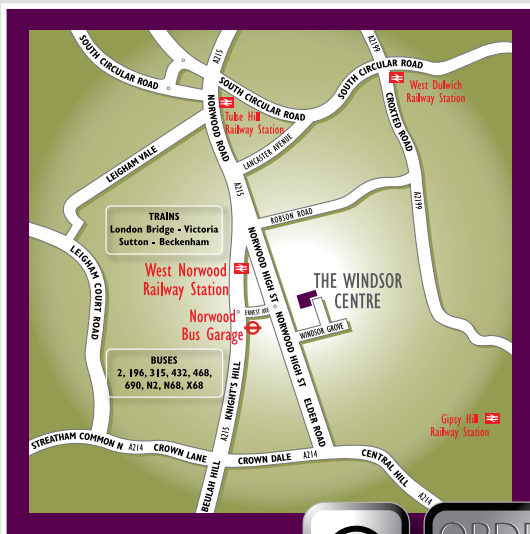 SOUTH CIRCULAR ROAD
A215
A2199
SOUTH CIRCULAR ROAD
SOUTH CIRCULAR ROAD
West Dulwich
Railway Station
Tulse Hill
Railway Station
NORWOOD ROAD
CROXTED ROAD
LANCASTER AVENUE
LEIGHAM VALE
A215
A2199
TRAINS
London Bridge - Victoria
Sutton - Beckenham
ROBSON ROAD
LEIGHAM COURT ROAD
NORWOOD HIGH ST
West Norwood
Railway Station
THE WINDSOR
CENTRE
Norwood
Bus Garage
ERNEST AVE
NORWOOD HIGH ST
WINDSOR GROVE
BUSES
2, 196, 315, 432, 468,
690, N2, N68, X68
KNIGHT'S HILL
ELDER ROAD
Gipsy Hill
Railway Station
STREATHAM COMMON N
A214
CROWN LANE
A215
CROWN DALE
A214
CENTRAL HILL
A214
BEULAH HILL